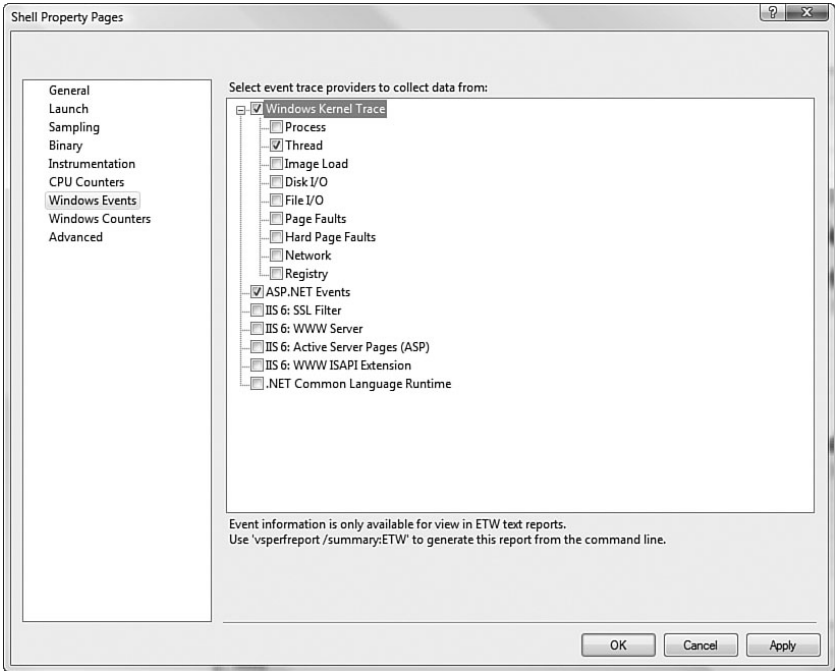 Shell Property Pages
General
Launch
Sampling
Binary
Instrumentation
CPU Counters
Windows Events
Windows Counters
Advanced
Select event trace providers to collect data from:
Windows Kernel Trace
Process
Thread
Image Load
Disk I/O
File I/O
Page Faults
Hard Page Faults
Network
Registry
ASP.NET Events
IIS 6: SSL Filter
IIS 6: WWW Server
IIS 6: Active Server Pages (ASP)
IIS 6: WWW ISAPI Extension
.NET Common Language Runtime
Event information is only available for view in ETW text reports.
Use 'vsperfreport /summary:ETW' to generate this report from the command line.
OK
Cancel
Apply